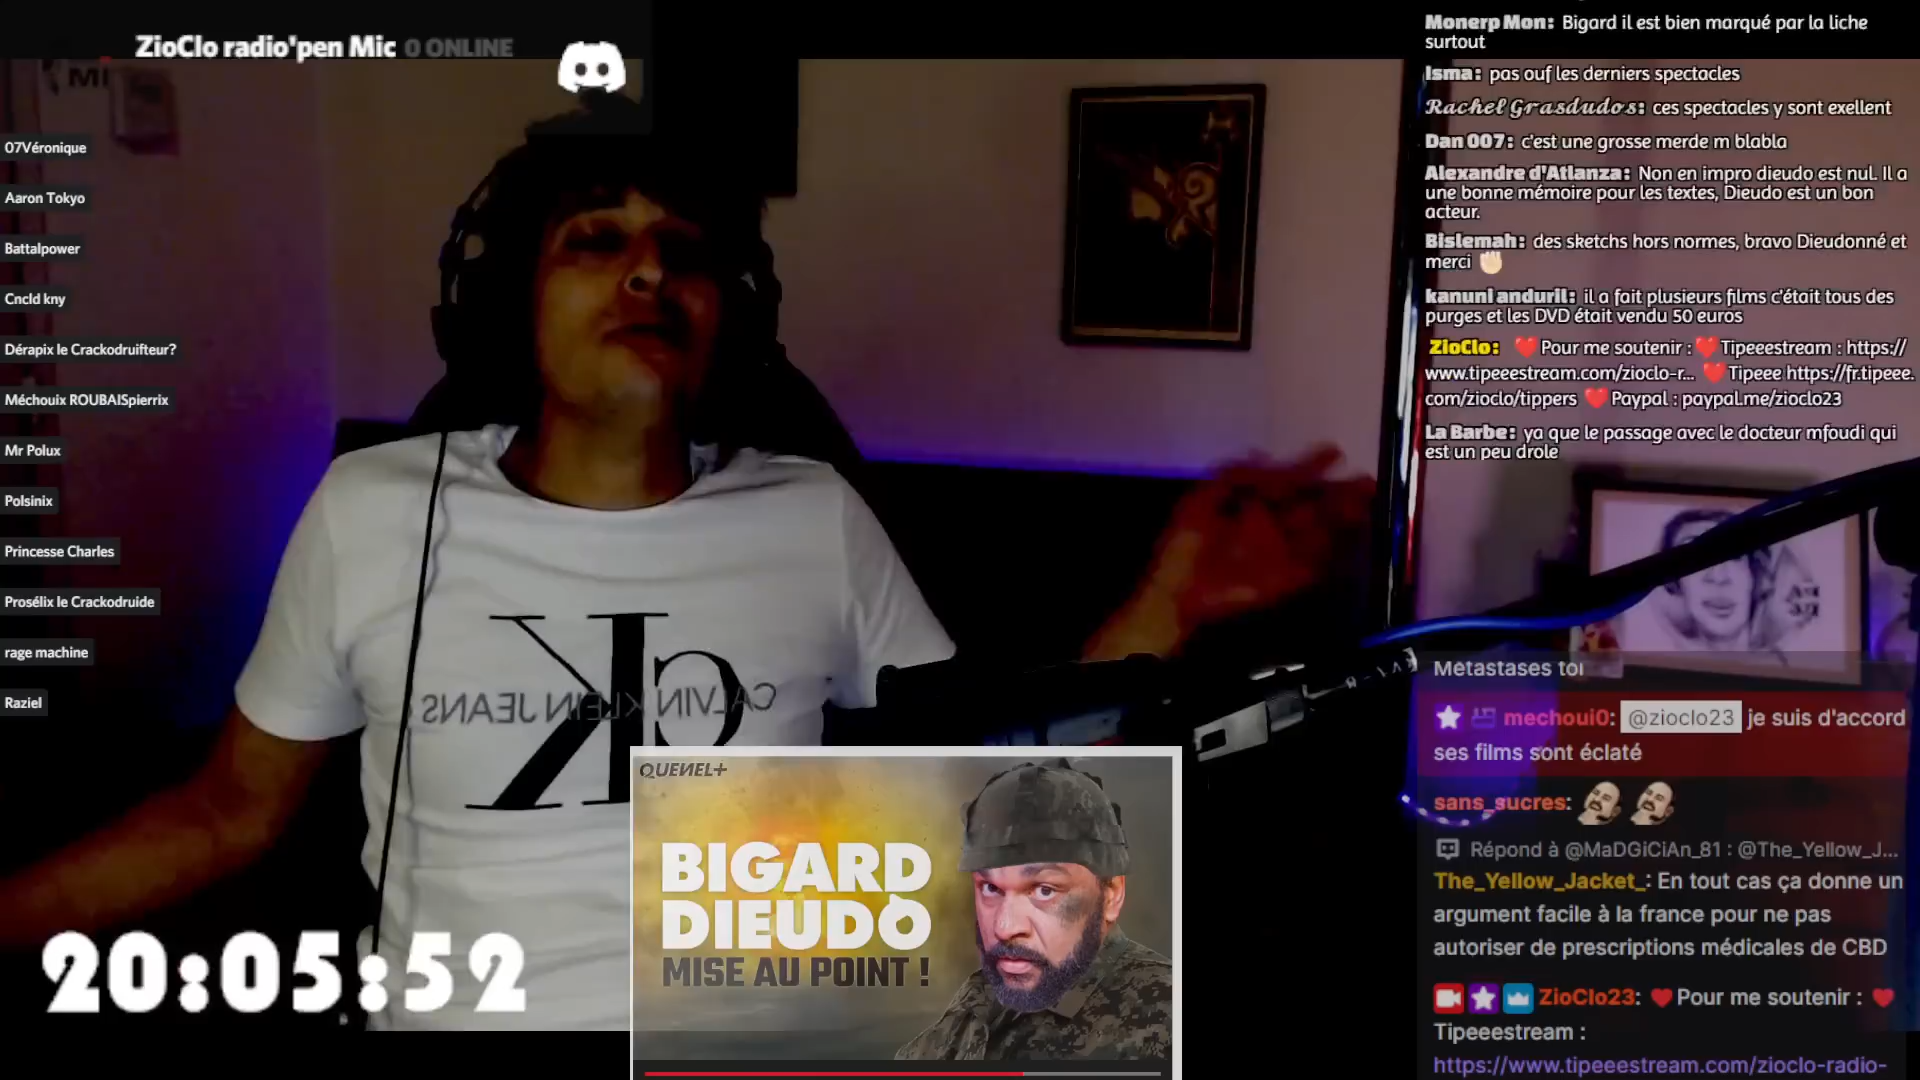 ZioClo radio'pen Mic 0 ONLINE
07Véronique
Aaron Tokyo
Battalpower
Cncld kny
Dérapix le Crackodruifteur?
Méchouix ROUBAISpierrix
Mr Polux
Polsinix
Princesse Charles
Prosélix le Crackodruide
rage machine
Raziel
20:05:52
CK
CALVIN KLEIN JEANS
QUENEL+
BIGARD
DIEUDO
MISE AU POINT !
Monerp Mon: Bigard il est bien marqué par la liche
surtout
Isma: pas ouf les derniers spectacles
Rachel Grasdudos: ces spectacles y sont exellent
Dan 007: c'est une grosse merde m blabla
Alexandre d'Atlanza: Non en impro dieudo est nul. Il a
une bonne mémoire pour les textes, Dieudo est un bon
acteur.
Bislemah: des sketchs hors normes, bravo Dieudonné et
merci ✊🏻
kanuni anduril: il a fait plusieurs films c'était tous des
purges et les DVD était vendu 50 euros
ZioClo: ❤️Pour me soutenir :❤️Tipeeestream : https://
www.tipeeestream.com/zioclo-r... ❤️Tipeee https://fr.tipeee.
com/zioclo/tippers ❤️Paypal : paypal.me/zioclo23
La Barbe: ya que le passage avec le docteur mfoudi qui
est un peu drole
Métastases toi
mechoui0: @zioclo23 je suis d'accord
ses films sont éclaté
sans_sucres:
Répond à @MaDGiCiAn_81 : @The_Yellow_J...
The_Yellow_Jacket_: En tout cas ça donne un
argument facile à la france pour ne pas
autoriser de prescriptions médicales de CBD
ZioClo23: ❤️Pour me soutenir : ❤️
Tipeeestream :
https://www.tipeeestream.com/zioclo-radio-